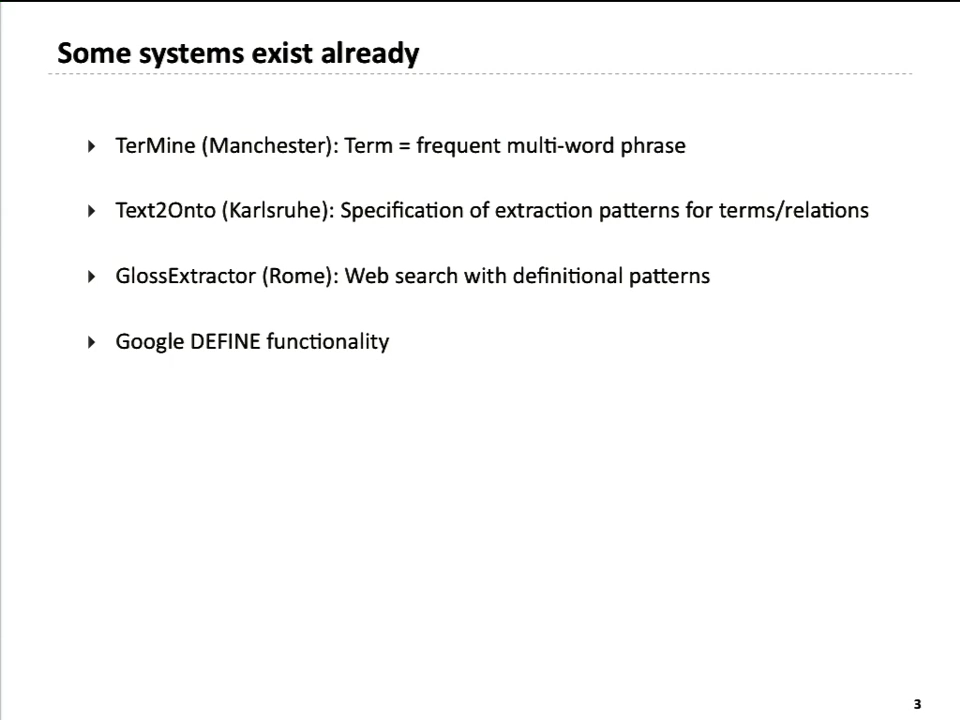 Some systems exist already
TerMine (Manchester): Term = frequent multi-word phrase
Text2Onto (Karlsruhe): Specification of extraction patterns for terms/relations
GlossExtractor (Rome): Web search with definitional patterns
Google DEFINE functionality
3